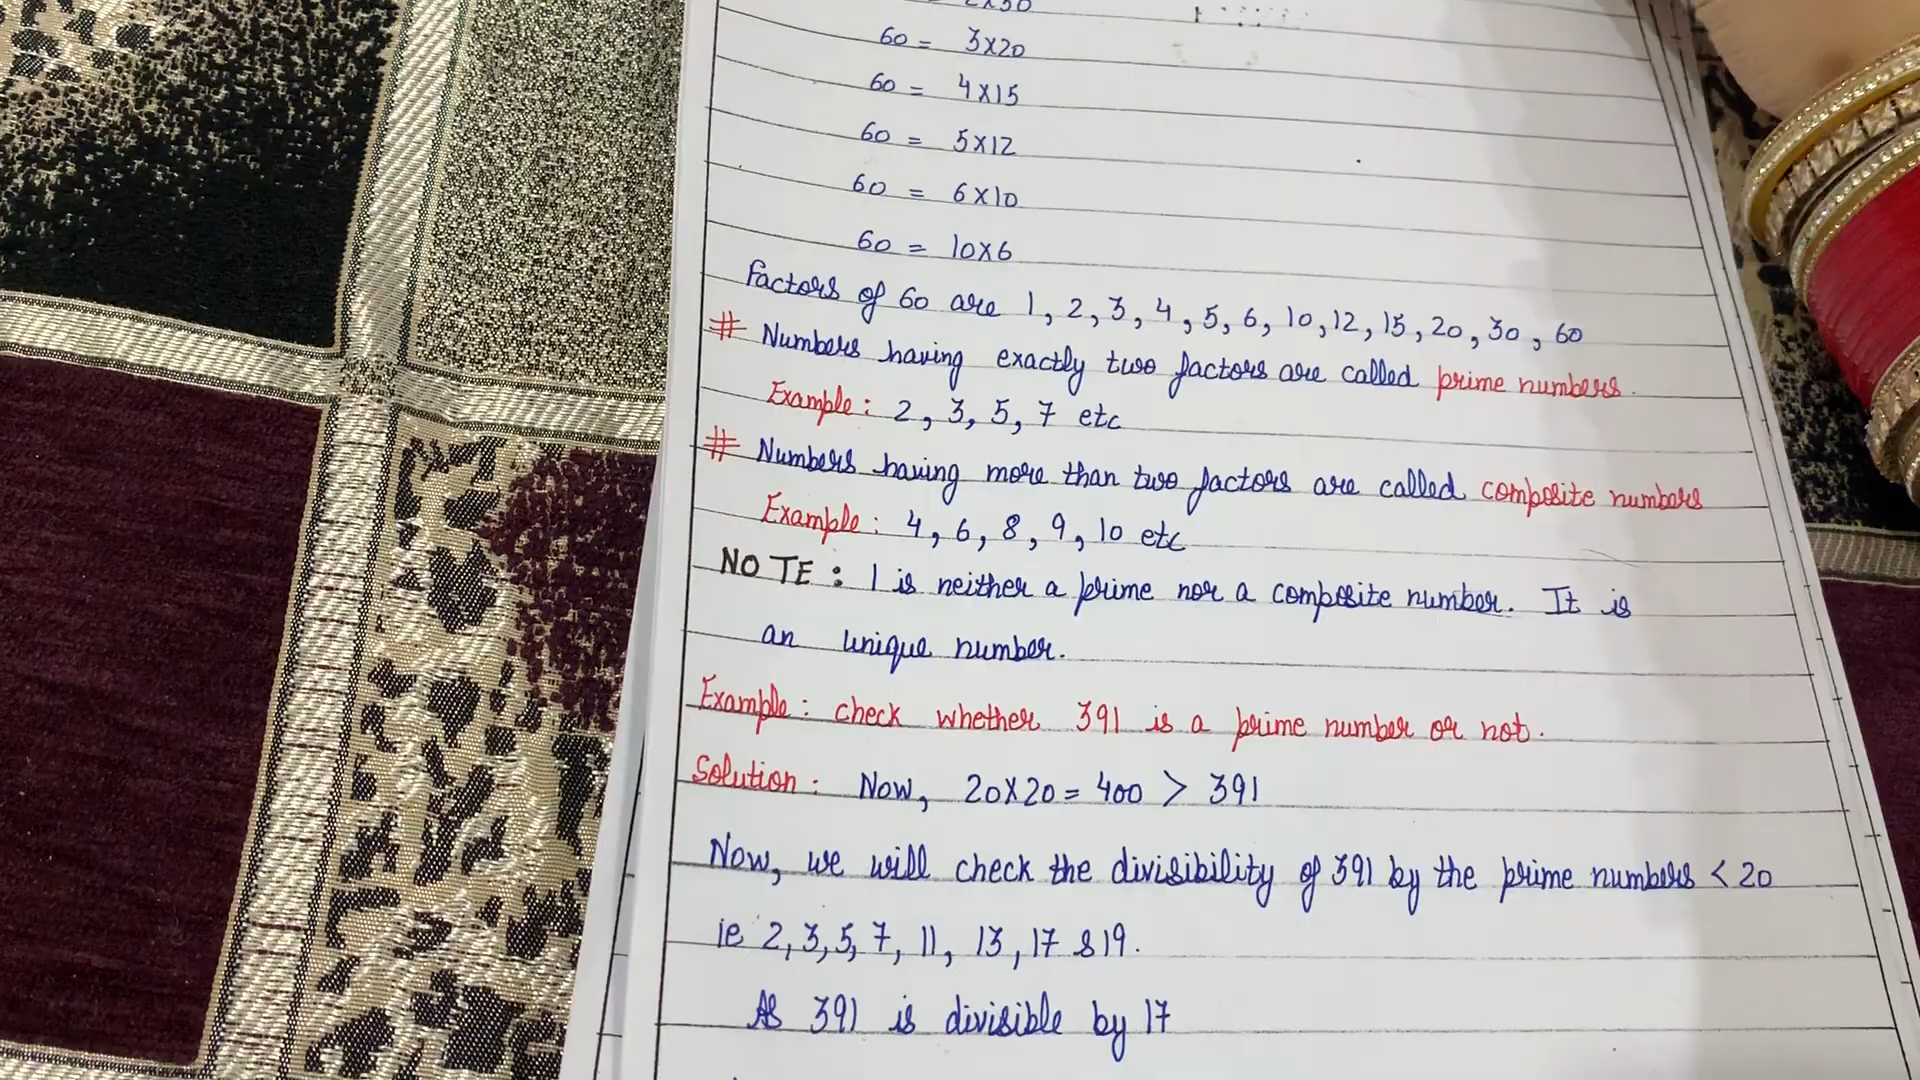 2x30
60 = 3x20
60 = 4x15
60 = 5x12
60 = 6x10
60 = 10x6
Factors of 60 are 1, 2, 3, 4, 5, 6, 10, 12, 15, 20, 30, 60
# Numbers having exactly two factors are called prime numbers.
Example: 2, 3, 5, 7 etc
# Numbers having more than two factors are called composite numbers
Example: 4, 6, 8, 9, 10 etc
NOTE: 1 is neither a prime nor a composite number. It is
an unique number.
Example: check whether 391 is a prime number or not.
Solution: Now, 20x20 = 400 > 391
Now, we will check the divisibility of 391 by the prime numbers < 20
ie 2, 3, 5, 7, 11, 13, 17 & 19.
As 391 is divisible by 17